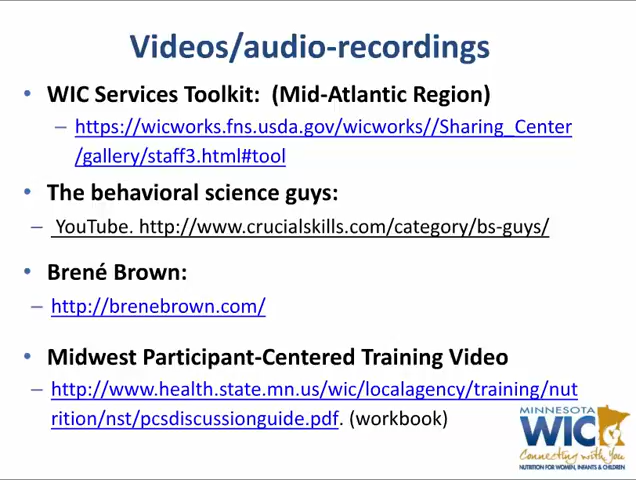 Videos/audio-recordings
• WIC Services Toolkit: (Mid-Atlantic Region)
– https://wicworks.fns.usda.gov/wicworks//Sharing_Center
/gallery/staff3.html#tool
• The behavioral science guys:
– YouTube. http://www.crucialskills.com/category/bs-guys/
• Brené Brown:
– http://brenebrown.com/
• Midwest Participant-Centered Training Video
– http://www.health.state.mn.us/wic/localagency/training/nut
rition/nst/pcsdiscussionguide.pdf. (workbook)
MINNESOTA
WIC
Connecting with You
NUTRITION FOR WOMEN, INFANTS & CHILDREN